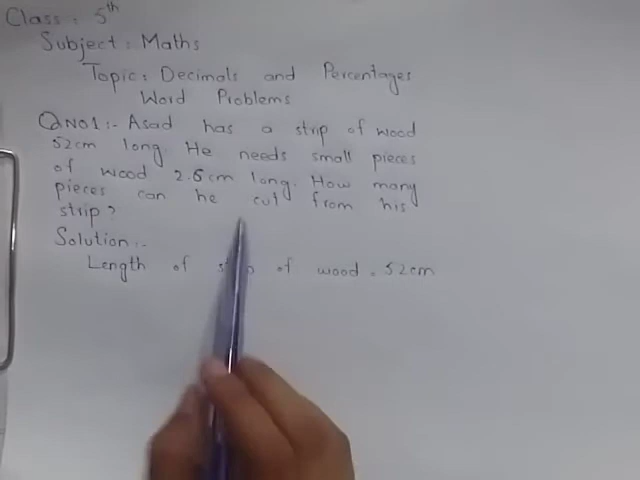 Class: 5th
Subject: Maths
Topic: Decimals and Percentages
Word Problems
QNO1:- Asad has a strip of wood
52cm long. He needs small pieces
of wood 2.6cm long. How many
pieces can he cut from his
strip?
Solution:-
Length of strip of wood = 52cm